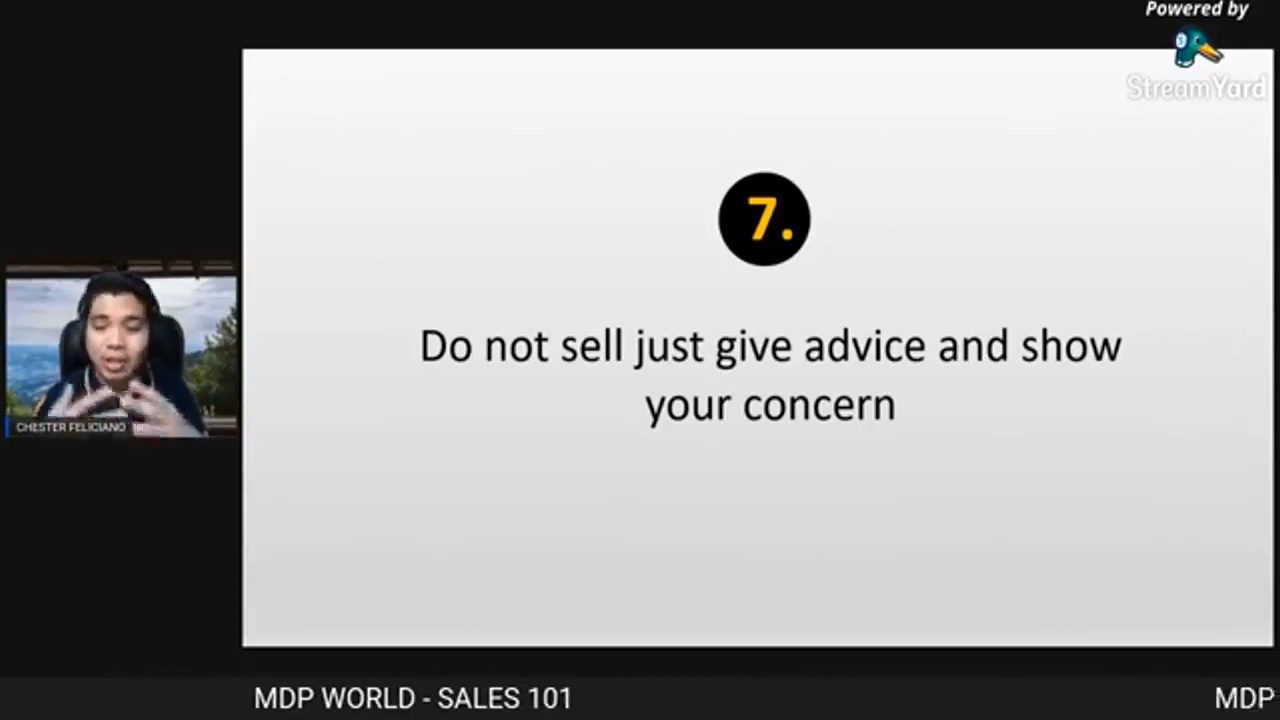 Powered by
StreamYard
7.
Do not sell just give advice and show
your concern
CHESTER FELICIANO
MDP WORLD - SALES 101
MDP